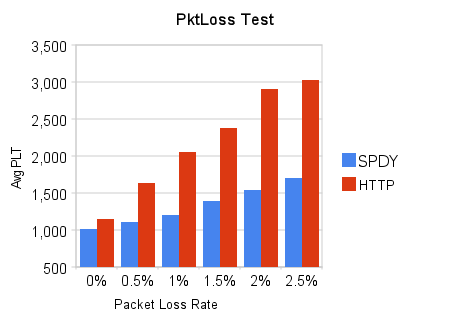 PktLoss Test
3,500
3,000
2,500
2,000
1,500
1,000
500
Avg PLT
0% 0.5% 1% 1.5% 2% 2.5%
Packet Loss Rate
SPDY
HTTP